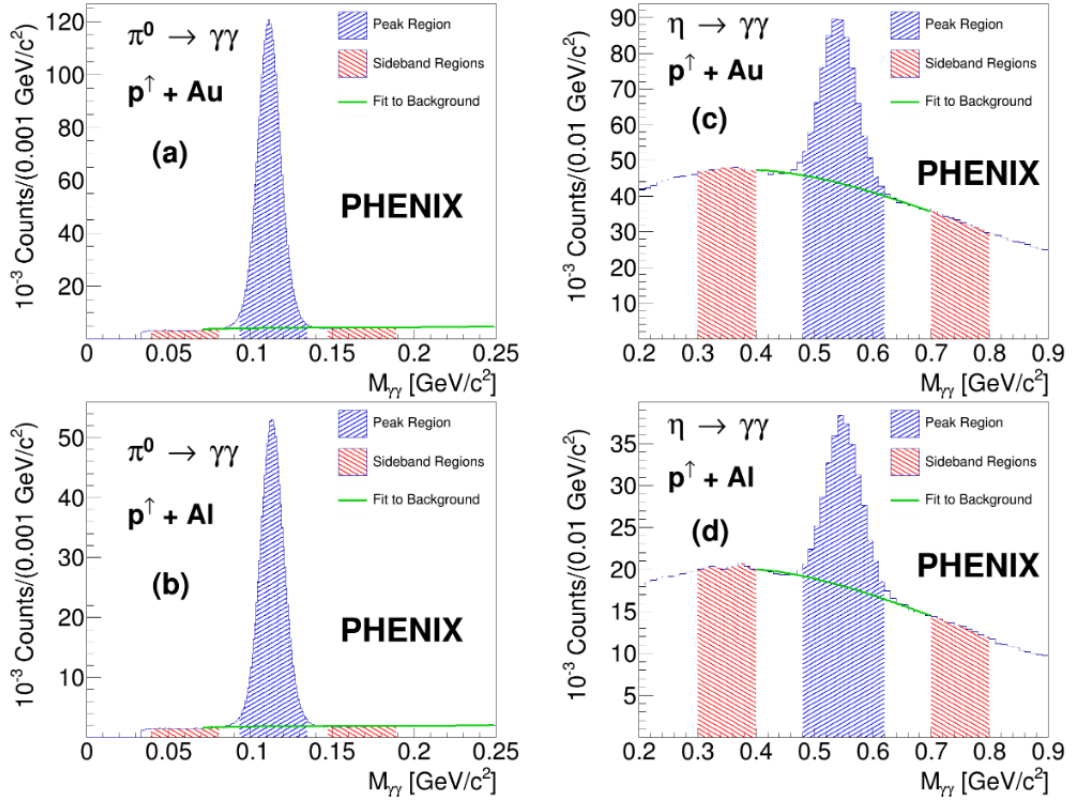 10⁻³ Counts/(0.001 GeV/c²)
120
100
80
60
40
20
π⁰ → γγ
p↑ + Au
(a)
Peak Region
Sideband Regions
Fit to Background
PHENIX
0 0.05 0.1 0.15 0.2 0.25
Mγγ [GeV/c²]
10⁻³ Counts/(0.01 GeV/c²)
90
80
70
60
50
40
30
20
10
η → γγ
p↑ + Au
(c)
Peak Region
Sideband Regions
Fit to Background
PHENIX
0.2 0.3 0.4 0.5 0.6 0.7 0.8 0.9
Mγγ [GeV/c²]
10⁻³ Counts/(0.001 GeV/c²)
50
40
30
20
10
π⁰ → γγ
p↑ + Al
(b)
Peak Region
Sideband Regions
Fit to Background
PHENIX
0 0.05 0.1 0.15 0.2 0.25
Mγγ [GeV/c²]
10⁻³ Counts/(0.01 GeV/c²)
35
30
25
20
15
10
5
η → γγ
p↑ + Al
(d)
Peak Region
Sideband Regions
Fit to Background
PHENIX
0.2 0.3 0.4 0.5 0.6 0.7 0.8 0.9
Mγγ [GeV/c²]